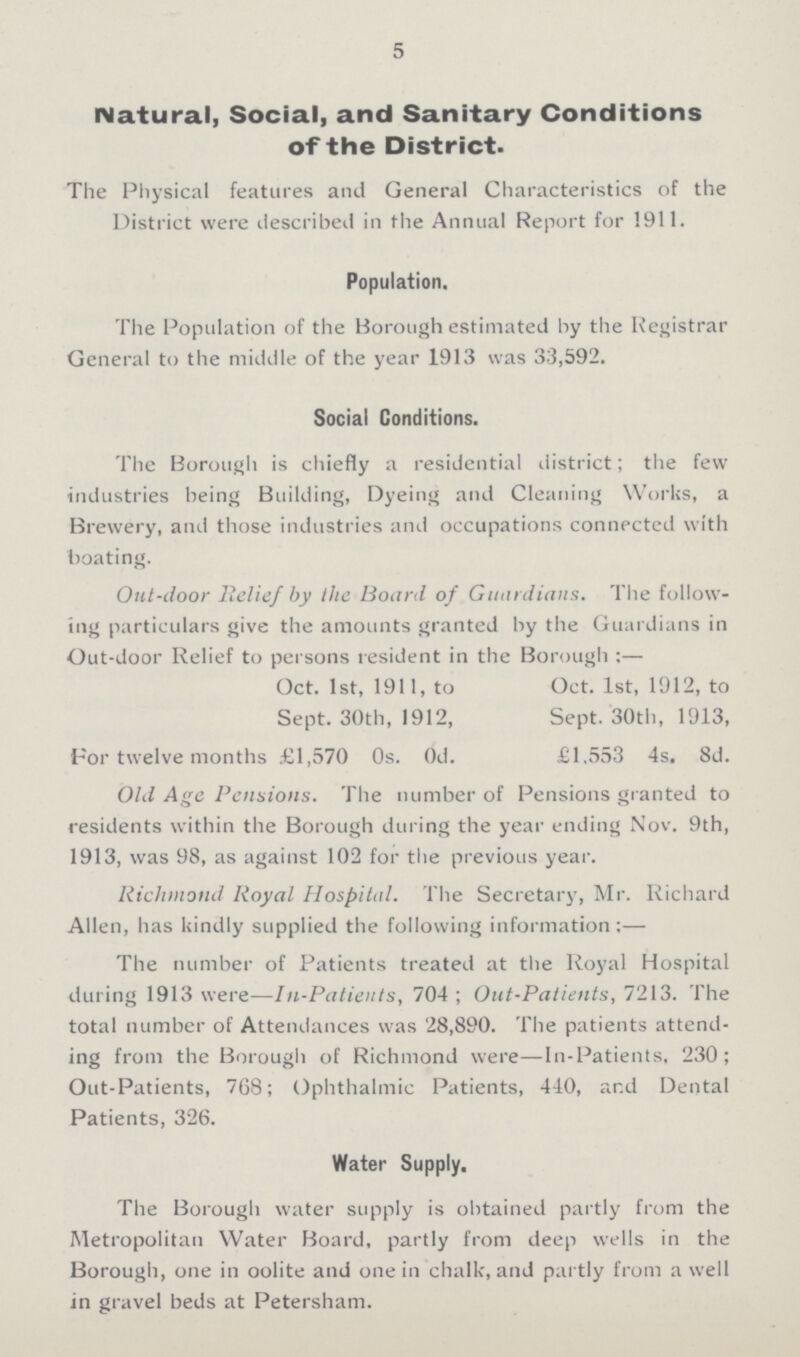 5
Natural, Social, and Sanitary Conditions
of the District.
The Physical features and General Characteristics of the
District were described in the Annual Report for 1911.
Population.
The Population of the Borough estimated by the Registrar
General to the middle of the year 1913 was 33,592.
Social Conditions.
The Borough is chiefly a residential district; the few
industries being Building, Dyeing and Cleaning Works, a
Brewery, and those industries and occupations connected with
boating.
Out-door Relief by the Board of Guardians. The follow-
ing particulars give the amounts granted by the Guardians in
Out-door Relief to persons resident in the Borough :—
Oct. 1st, 1911, to Oct. 1st, 1912, to
Sept. 30th, 1912, Sept. 30th, 1913,
For twelve months £1,570 0s. 0d. £1,553 4s. 8d.
Old Age Pensions. The number of Pensions granted to
residents within the Borough during the year ending Nov. 9th,
1913, was 98, as against 102 for the previous year.
Richmond Royal Hospital. The Secretary, Mr. Richard
Allen, has kindly supplied the following information :—
The number of Patients treated at the Royal Hospital
during 1913 were—In-Patients, 704 ; Out-Patients, 7213. The
total number of Attendances was 28,890. The patients attend-
ing from the Borough of Richmond were—In-Patients, 230 ;
Out-Patients, 768; Ophthalmic Patients, 440, and Dental
Patients, 326.
Water Supply.
The Borough water supply is obtained partly from the
Metropolitan Water Board, partly from deep wells in the
Borough, one in oolite and one in chalk, and partly from a well
in gravel beds at Petersham.